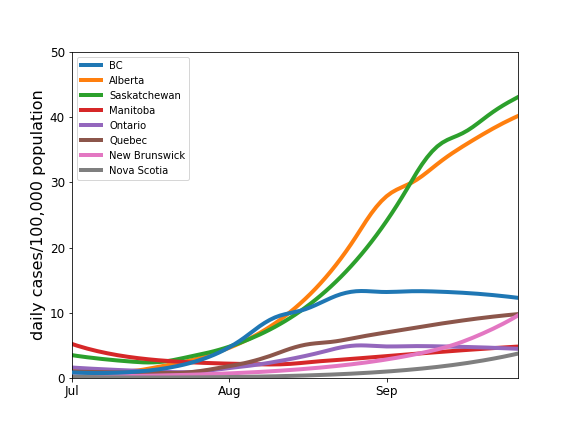 50
40
30
20
10
0
daily cases/100,000 population
BC
Alberta
Saskatchewan
Manitoba
Ontario
Quebec
New Brunswick
Nova Scotia
Jul Aug Sep